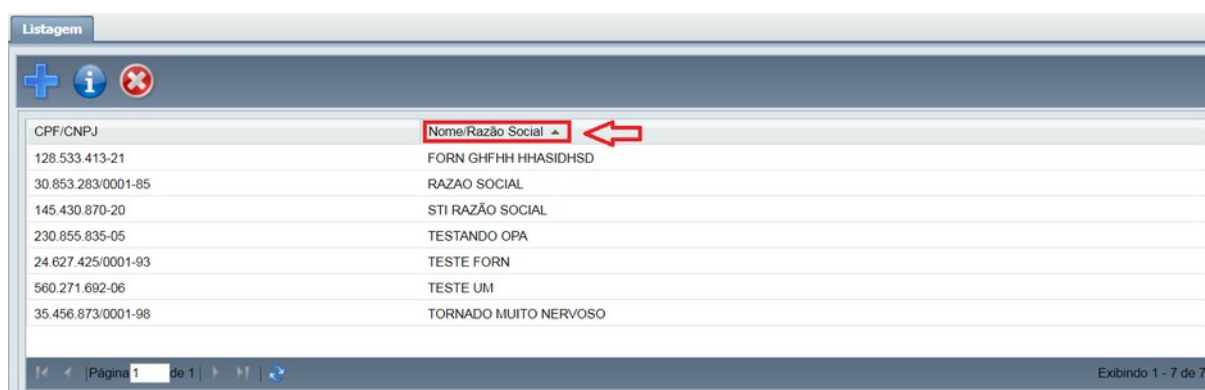 Listagem
CPF/CNPJ Nome/Razão Social
128.533.413-21 FORN GHFHH HHASIDHSD
30.853.283/0001-85 RAZAO SOCIAL
145.430.870-20 STI RAZÃO SOCIAL
230.855.835-05 TESTANDO OPA
24.627.425/0001-93 TESTE FORN
560.271.692-06 TESTE UM
35.456.873/0001-98 TORNADO MUITO NERVOSO
Página 1 de 1 Exibindo 1 - 7 de 7